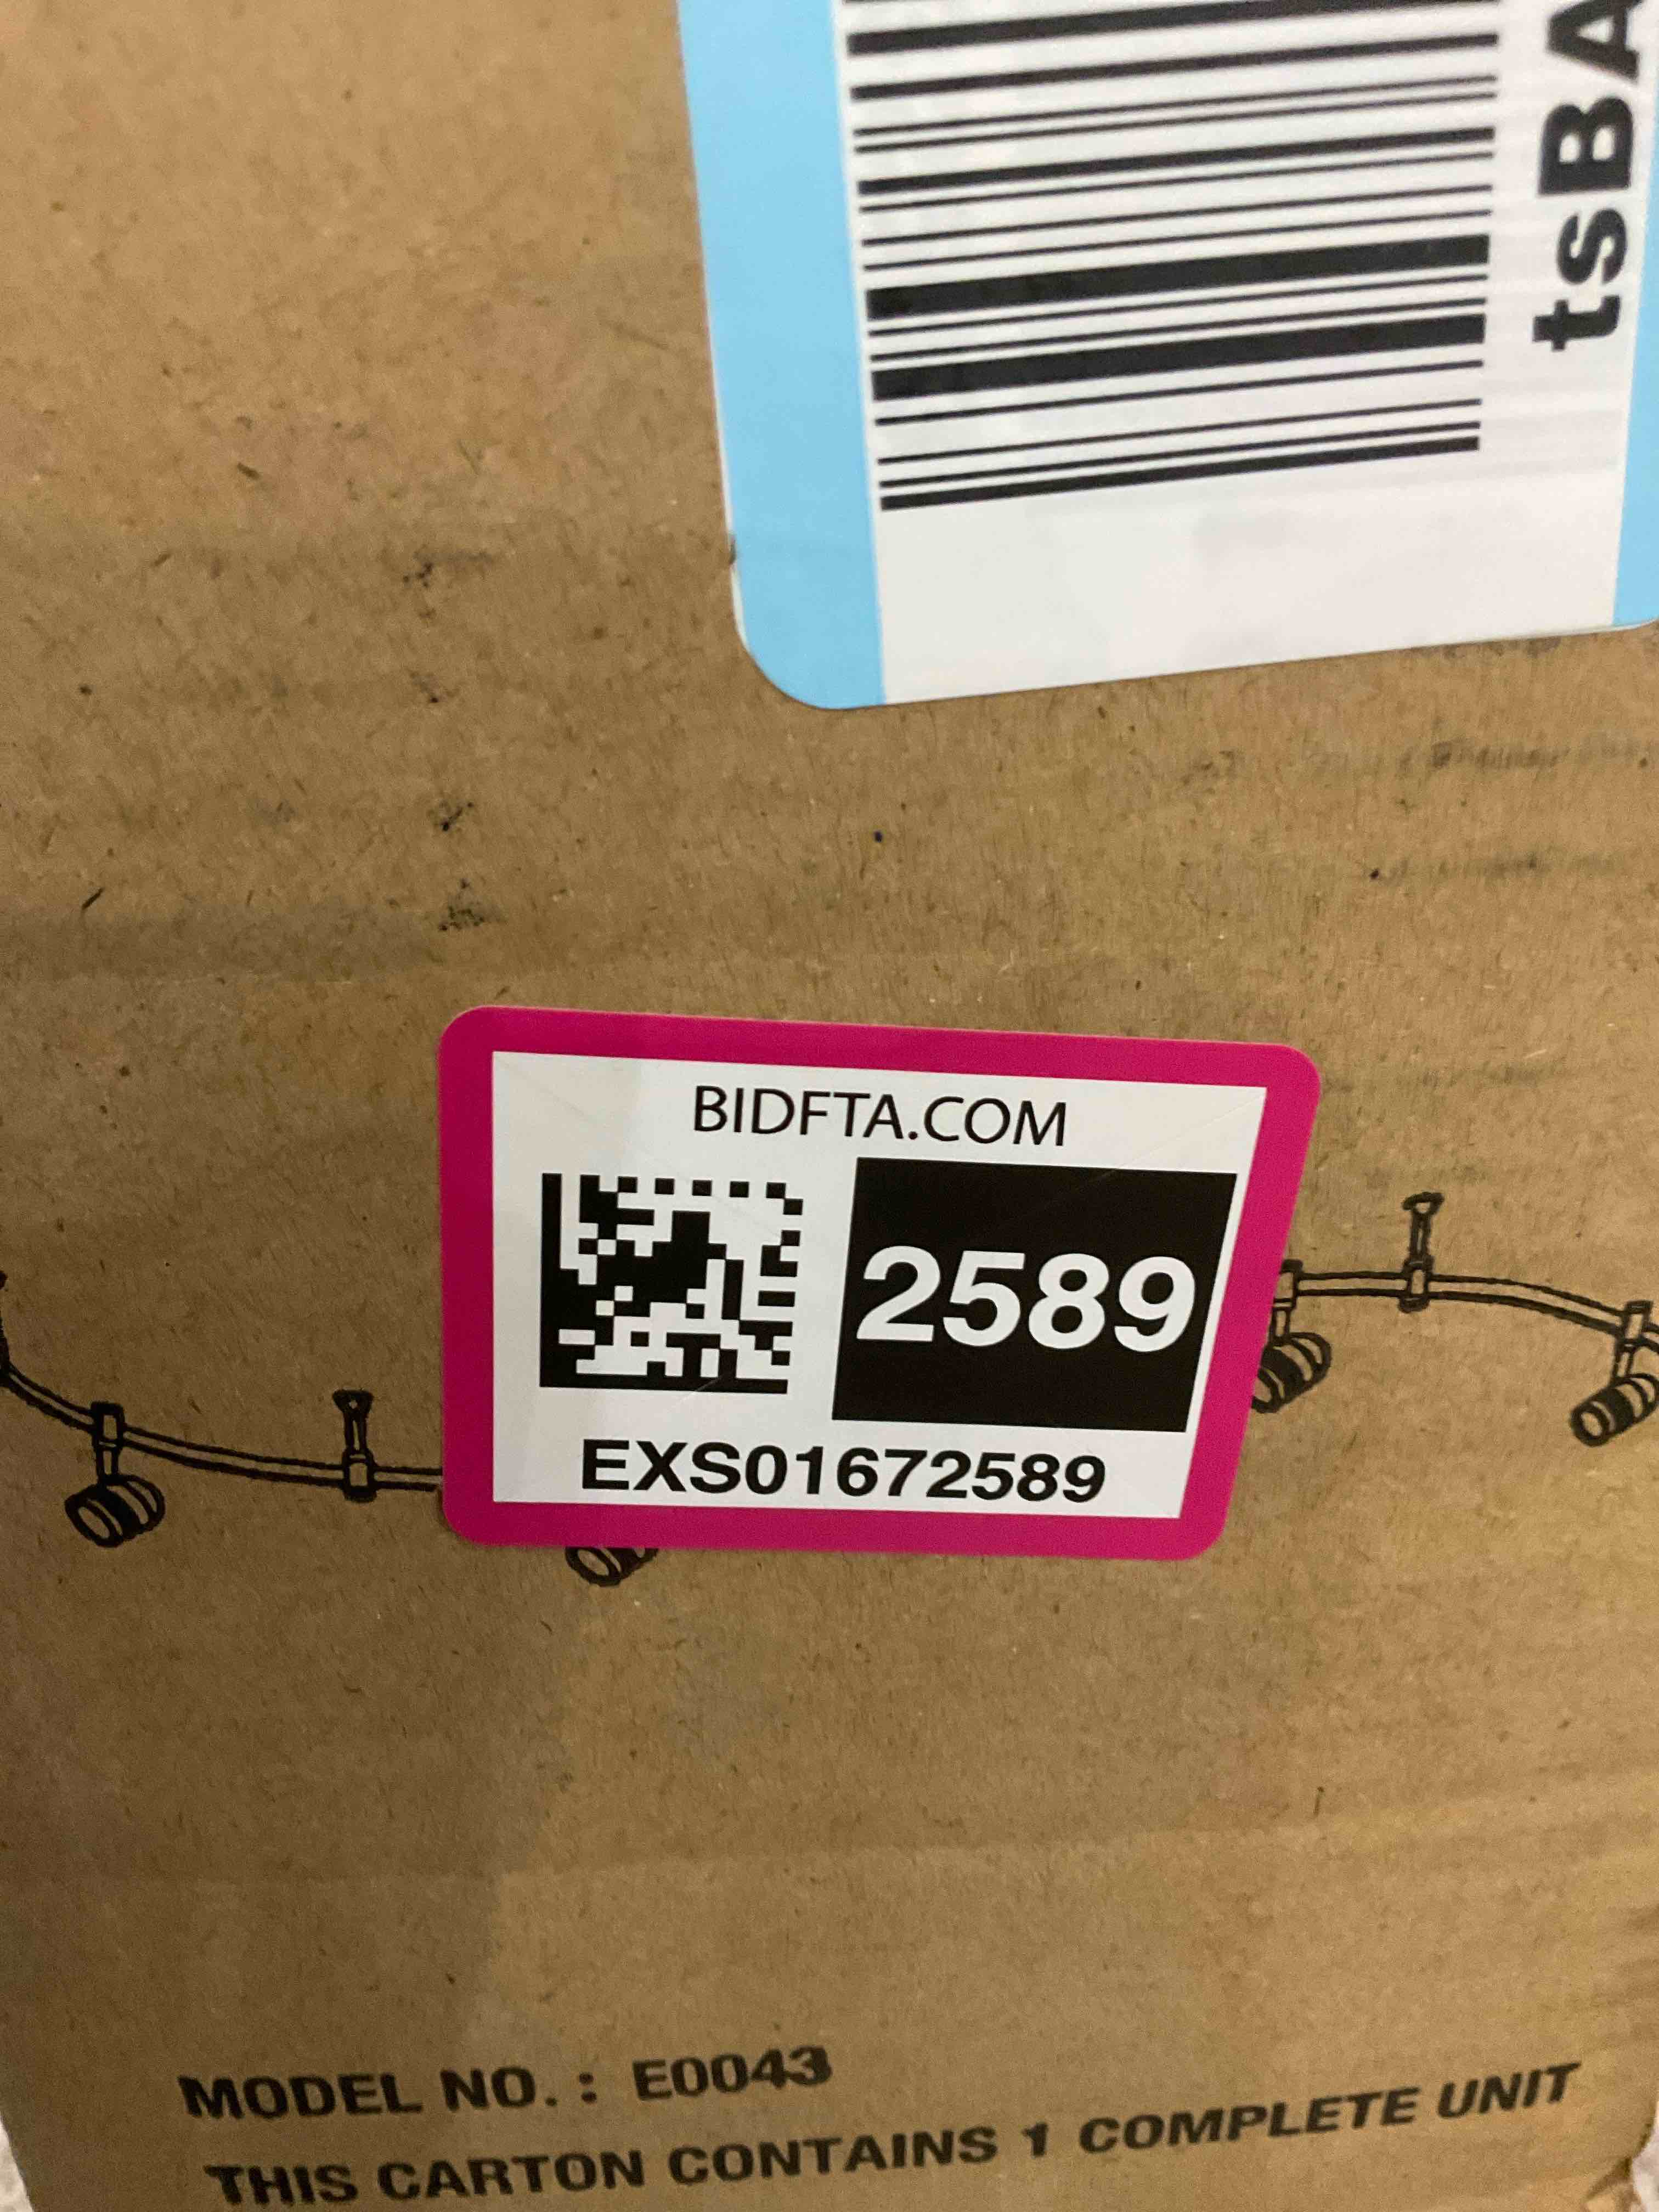 tsBA
BIDFTA.COM
2589
EXS01672589
MODEL NO. : E0043
THIS CARTON CONTAINS 1 COMPLETE UNIT